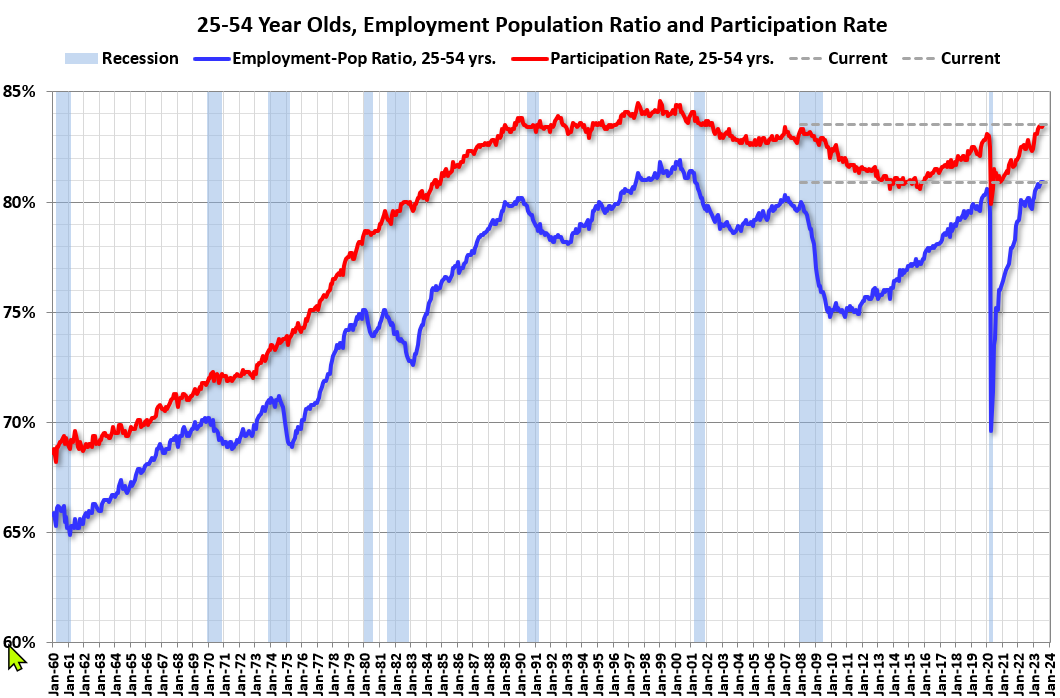 25-54 Year Olds, Employment Population Ratio and Participation Rate
Recession Employment-Pop Ratio, 25-54 yrs. Participation Rate, 25-54 yrs. Current Current
85%
80%
75%
70%
65%
60%
Jan-60
Jan-61
Jan-62
Jan-63
Jan-64
Jan-65
Jan-66
Jan-67
Jan-68
Jan-69
Jan-70
Jan-71
Jan-72
Jan-73
Jan-74
Jan-75
Jan-76
Jan-77
Jan-78
Jan-79
Jan-80
Jan-81
Jan-82
Jan-83
Jan-84
Jan-85
Jan-86
Jan-87
Jan-88
Jan-89
Jan-90
Jan-91
Jan-92
Jan-93
Jan-94
Jan-95
Jan-96
Jan-97
Jan-98
Jan-99
Jan-00
Jan-01
Jan-02
Jan-03
Jan-04
Jan-05
Jan-06
Jan-07
Jan-08
Jan-09
Jan-10
Jan-11
Jan-12
Jan-13
Jan-14
Jan-15
Jan-16
Jan-17
Jan-18
Jan-19
Jan-20
Jan-21
Jan-22
Jan-23
Jan-24